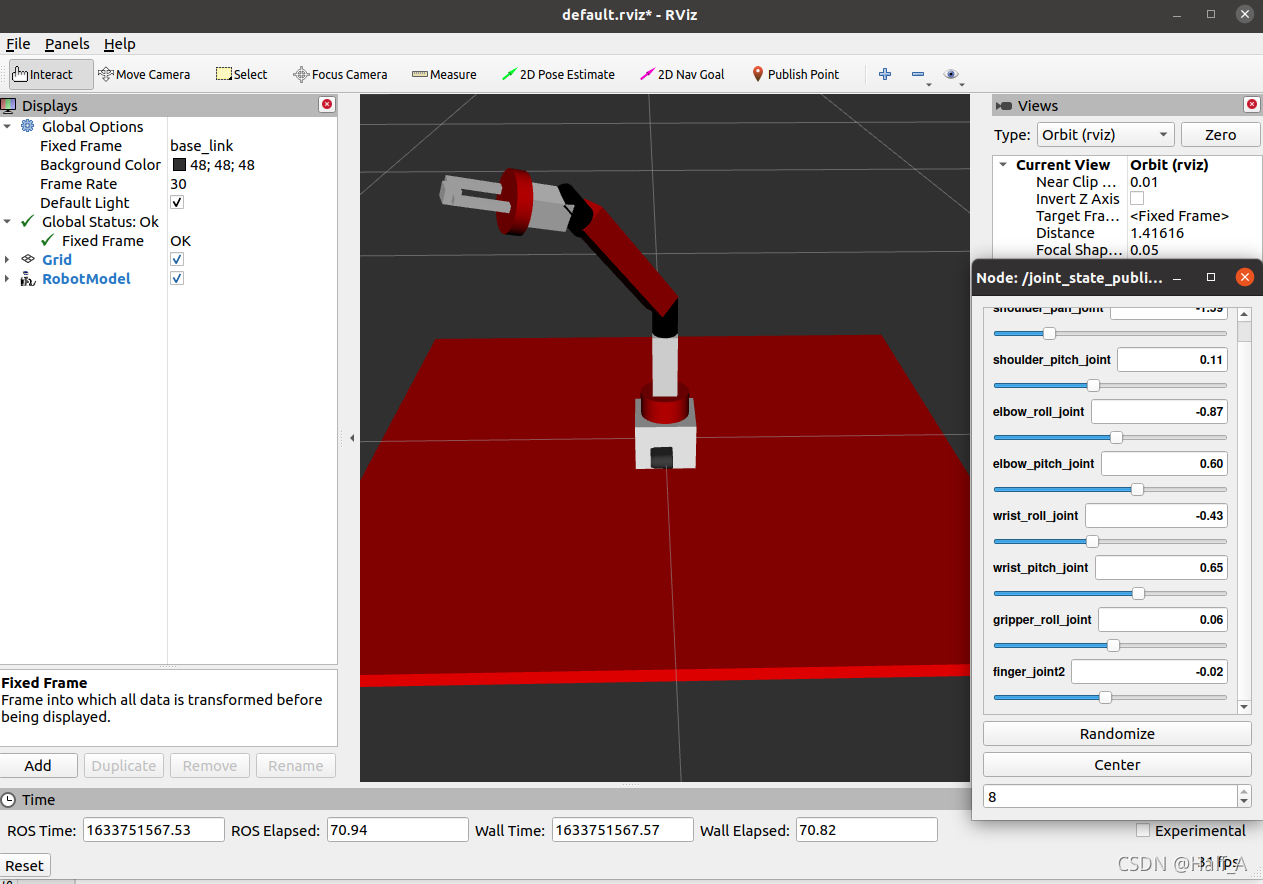 default.rviz* - RViz
File Panels Help
Interact Move Camera Select Focus Camera Measure 2D Pose Estimate 2D Nav Goal Publish Point
Displays
Global Options
Fixed Frame base_link
Background Color 48; 48; 48
Frame Rate 30
Default Light
Global Status: Ok
Fixed Frame OK
Grid
RobotModel
Fixed Frame
Frame into which all data is transformed before
being displayed.
Add Duplicate Remove Rename
Views
Type: Orbit (rviz) Zero
Current View Orbit (rviz)
Near Clip ... 0.01
Invert Z Axis
Target Fra... <Fixed Frame>
Distance 1.41616
Focal Shap... 0.05
Node: /joint_state_publi...
shoulder_pan_joint -1.59
shoulder_pitch_joint 0.11
elbow_roll_joint -0.87
elbow_pitch_joint 0.60
wrist_roll_joint -0.43
wrist_pitch_joint 0.65
gripper_roll_joint 0.06
finger_joint2 -0.02
Randomize
Center
8
Time
ROS Time: 1633751567.53 ROS Elapsed: 70.94 Wall Time: 1633751567.57 Wall Elapsed: 70.82 Experimental
Reset 31 fps
CSDN @Half_A